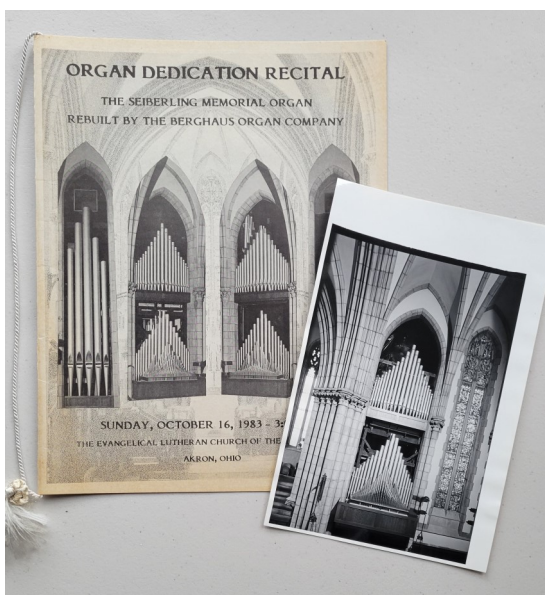 ORGAN DEDICATION RECITAL
THE SEIBERLING MEMORIAL ORGAN
REBUILT BY THE BERGHAUS ORGAN COMPANY
SUNDAY, OCTOBER 16, 1983 – 3:
THE EVANGELICAL LUTHERAN CHURCH OF THE
AKRON, OHIO